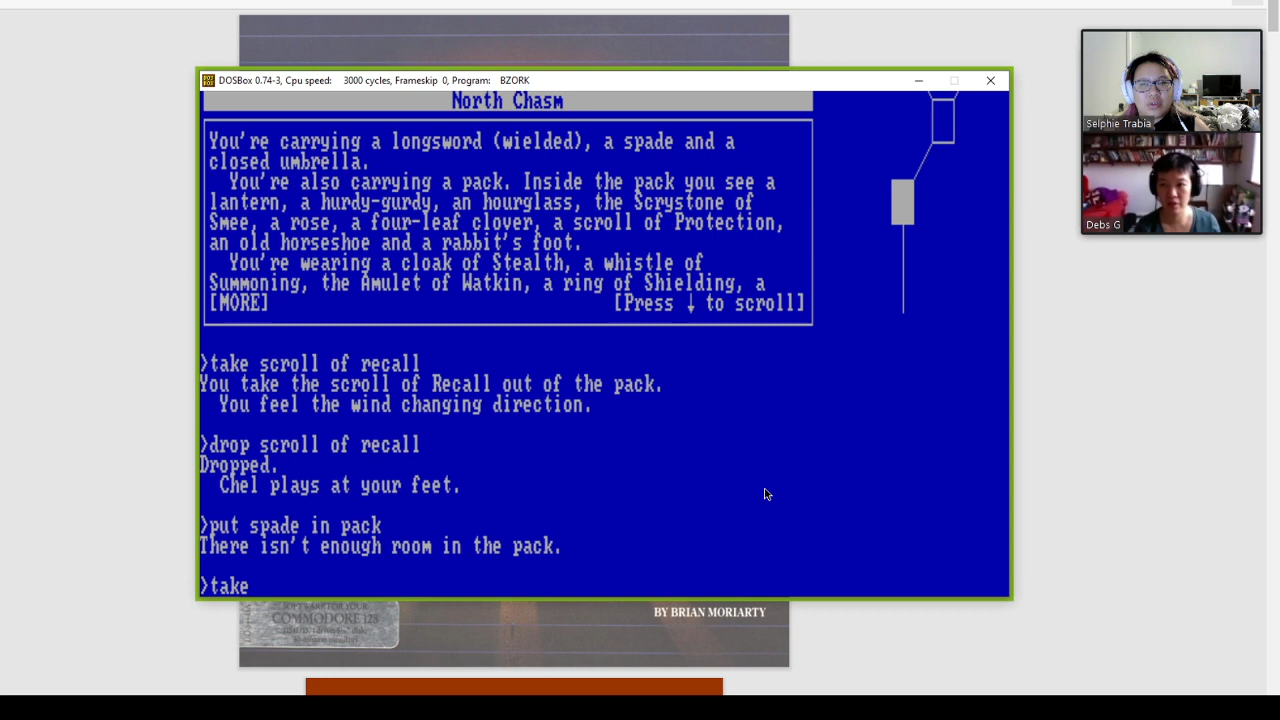 DOSBox 0.74-3, Cpu speed: 3000 cycles, Frameskip 0, Program: BZORK
North Chasm
You're carrying a longsword (wielded), a spade and a
closed umbrella.
You're also carrying a pack. Inside the pack you see a
lantern, a hurdy-gurdy, an hourglass, the Scrystone of
Smee, a rose, a four-leaf clover, a scroll of Protection,
an old horseshoe and a rabbit's foot.
You're wearing a cloak of Stealth, a whistle of
Summoning, the Amulet of Watkin, a ring of Shielding, a
[MORE] [Press ↓ to scroll]
>take scroll of recall
You take the scroll of Recall out of the pack.
You feel the wind changing direction.
>drop scroll of recall
Dropped.
Chel plays at your feet.
>put spade in pack
There isn't enough room in the pack.
>take
SOFTWARE FOR YOUR
COMMODORE 128
BY BRIAN MORIARTY
Selphie Trabia
Debs G